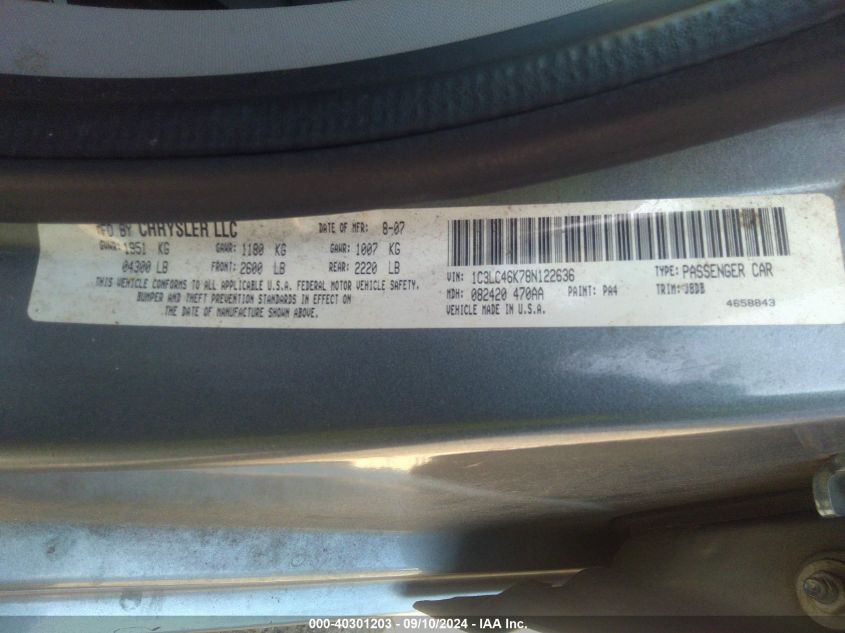 MFD BY CHRYSLER LLC DATE OF MFR: 8-07
GVWR: 1951 KG GAWR: 1180 KG GAWR: 1007 KG
04300 LB FRONT: 2600 LB REAR: 2220 LB
THIS VEHICLE CONFORMS TO ALL APPLICABLE U.S.A. FEDERAL MOTOR VEHICLE SAFETY,
BUMPER AND THEFT PREVENTION STANDARDS IN EFFECT ON
THE DATE OF MANUFACTURE SHOWN ABOVE.
VIN: 1C3LC46K78N122636 TYPE: PASSENGER CAR
MDH: 082420 470AA PAINT: PA4 TRIM: J8DB
VEHICLE MADE IN U.S.A. 4658843
000-40301203 - 09/10/2024 - IAA Inc.